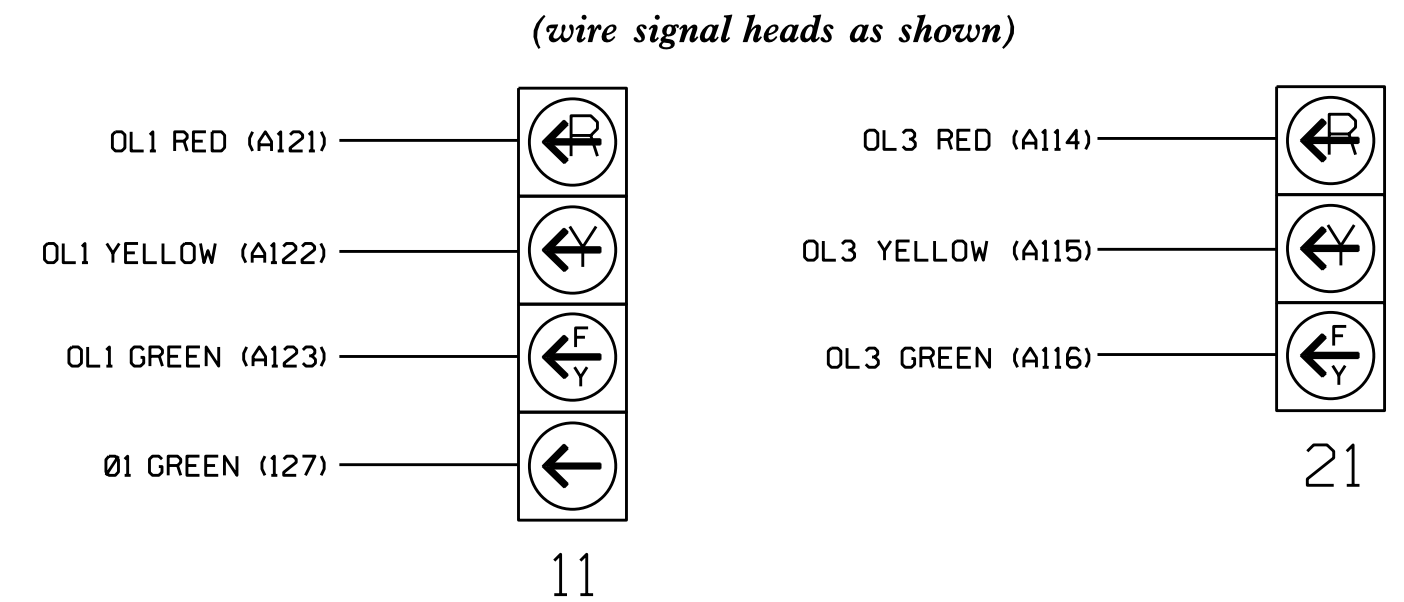 (wire signal heads as shown)
OL1 RED (A121)
R
OL1 YELLOW (A122)
Y
OL1 GREEN (A123)
F
Y
Ø1 GREEN (127)
11
OL3 RED (A114)
R
OL3 YELLOW (A115)
Y
OL3 GREEN (A116)
F
Y
21